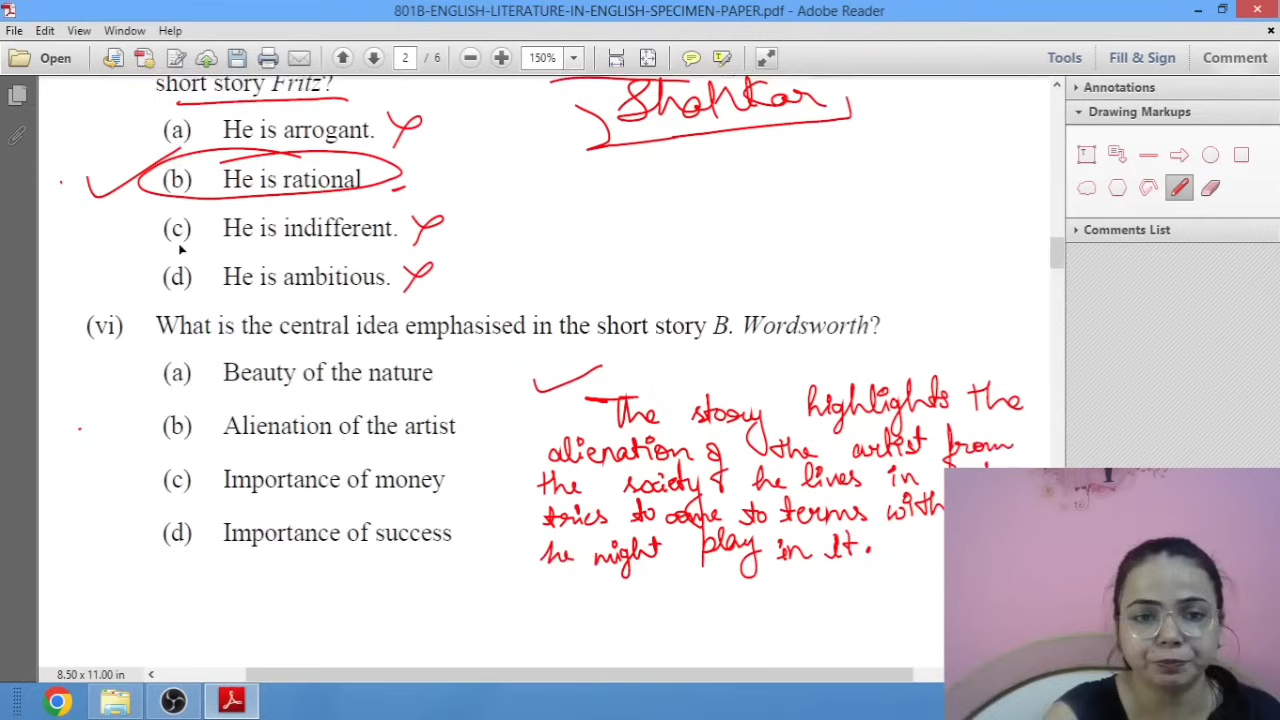 801B-ENGLISH-LITERATURE-IN-ENGLISH-SPECIMEN-PAPER.pdf - Adobe Reader
File Edit View Window Help
Open 2 / 6 150% Tools Fill & Sign Comment
Annotations
Drawing Markups
Comments List
short story Fritz?
Shahkar
(a) He is arrogant.
(b) He is rational
(c) He is indifferent.
(d) He is ambitious.
(vi) What is the central idea emphasised in the short story B. Wordsworth?
(a) Beauty of the nature
(b) Alienation of the artist
(c) Importance of money
(d) Importance of success
The story highlights the
alienation of the artist from
the society he lives in
tries to come to terms with
he might play in it.
8.50 x 11.00 in